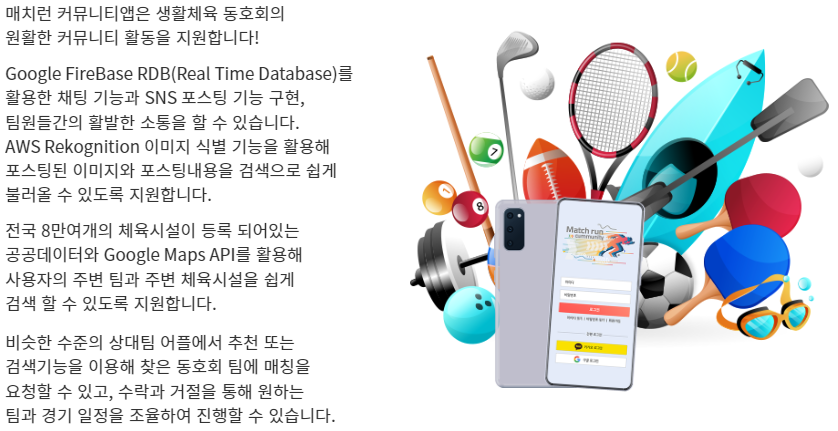 매치런 커뮤니티앱은 생활체육 동호회의
원활한 커뮤니티 활동을 지원합니다!
Google FireBase RDB(Real Time Database)를
활용한 채팅 기능과 SNS 포스팅 기능 구현,
팀원들간의 활발한 소통을 할 수 있습니다.
AWS Rekognition 이미지 식별 기능을 활용해
포스팅된 이미지와 포스팅내용을 검색으로 쉽게
불러올 수 있도록 지원합니다.
전국 8만여개의 체육시설이 등록 되어있는
공공데이터와 Google Maps API를 활용해
사용자의 주변 팀과 주변 체육시설을 쉽게
검색 할 수 있도록 지원합니다.
비슷한 수준의 상대팀 어플에서 추천 또는
검색기능을 이용해 찾은 동호회 팀에 매칭을
요청할 수 있고, 수락과 거절을 통해 원하는
팀과 경기 일정을 조율하여 진행할 수 있습니다.
7
1
8
Match run
community
비밀번호
로그인